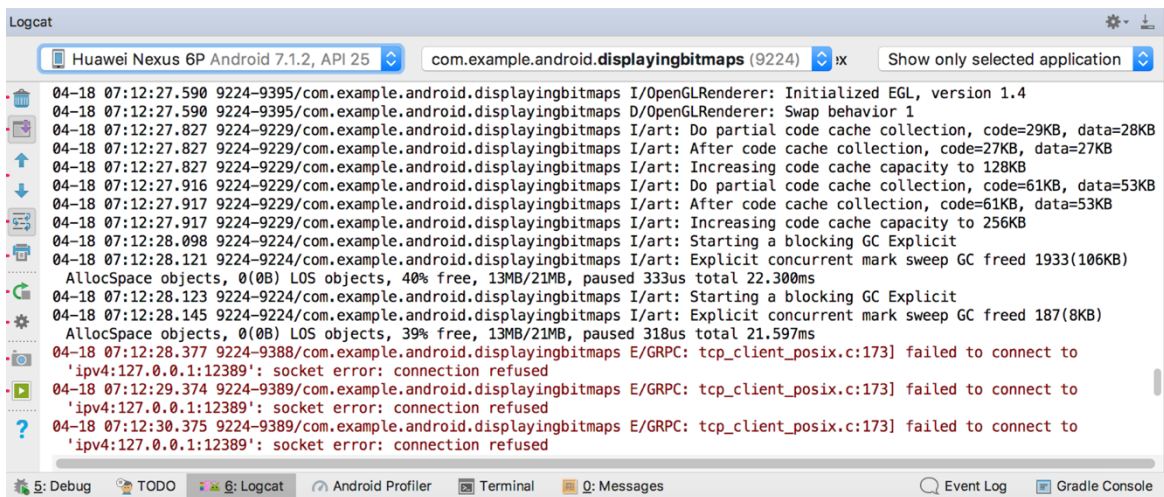 Logcat
Huawei Nexus 6P Android 7.1.2, API 25 com.example.android.displayingbitmaps (9224) Show only selected application
04-18 07:12:27.590 9224-9395/com.example.android.displayingbitmaps I/OpenGLRenderer: Initialized EGL, version 1.4
04-18 07:12:27.590 9224-9395/com.example.android.displayingbitmaps D/OpenGLRenderer: Swap behavior 1
04-18 07:12:27.827 9224-9229/com.example.android.displayingbitmaps I/art: Do partial code cache collection, code=29KB, data=28KB
04-18 07:12:27.827 9224-9229/com.example.android.displayingbitmaps I/art: After code cache collection, code=27KB, data=27KB
04-18 07:12:27.827 9224-9229/com.example.android.displayingbitmaps I/art: Increasing code cache capacity to 128KB
04-18 07:12:27.916 9224-9229/com.example.android.displayingbitmaps I/art: Do partial code cache collection, code=61KB, data=53KB
04-18 07:12:27.917 9224-9229/com.example.android.displayingbitmaps I/art: After code cache collection, code=61KB, data=53KB
04-18 07:12:27.917 9224-9229/com.example.android.displayingbitmaps I/art: Increasing code cache capacity to 256KB
04-18 07:12:28.098 9224-9224/com.example.android.displayingbitmaps I/art: Starting a blocking GC Explicit
04-18 07:12:28.121 9224-9224/com.example.android.displayingbitmaps I/art: Explicit concurrent mark sweep GC freed 1933(106KB)
AllocSpace objects, 0(0B) LOS objects, 40% free, 13MB/21MB, paused 333us total 22.300ms
04-18 07:12:28.123 9224-9224/com.example.android.displayingbitmaps I/art: Starting a blocking GC Explicit
04-18 07:12:28.145 9224-9224/com.example.android.displayingbitmaps I/art: Explicit concurrent mark sweep GC freed 187(8KB)
AllocSpace objects, 0(0B) LOS objects, 39% free, 13MB/21MB, paused 318us total 21.597ms
04-18 07:12:28.377 9224-9388/com.example.android.displayingbitmaps E/GRPC: tcp_client_posix.c:173] failed to connect to
'ipv4:127.0.0.1:12389': socket error: connection refused
04-18 07:12:29.374 9224-9389/com.example.android.displayingbitmaps E/GRPC: tcp_client_posix.c:173] failed to connect to
'ipv4:127.0.0.1:12389': socket error: connection refused
04-18 07:12:30.375 9224-9389/com.example.android.displayingbitmaps E/GRPC: tcp_client_posix.c:173] failed to connect to
'ipv4:127.0.0.1:12389': socket error: connection refused
5: Debug TODO 6: Logcat Android Profiler Terminal 0: Messages Event Log Gradle Console